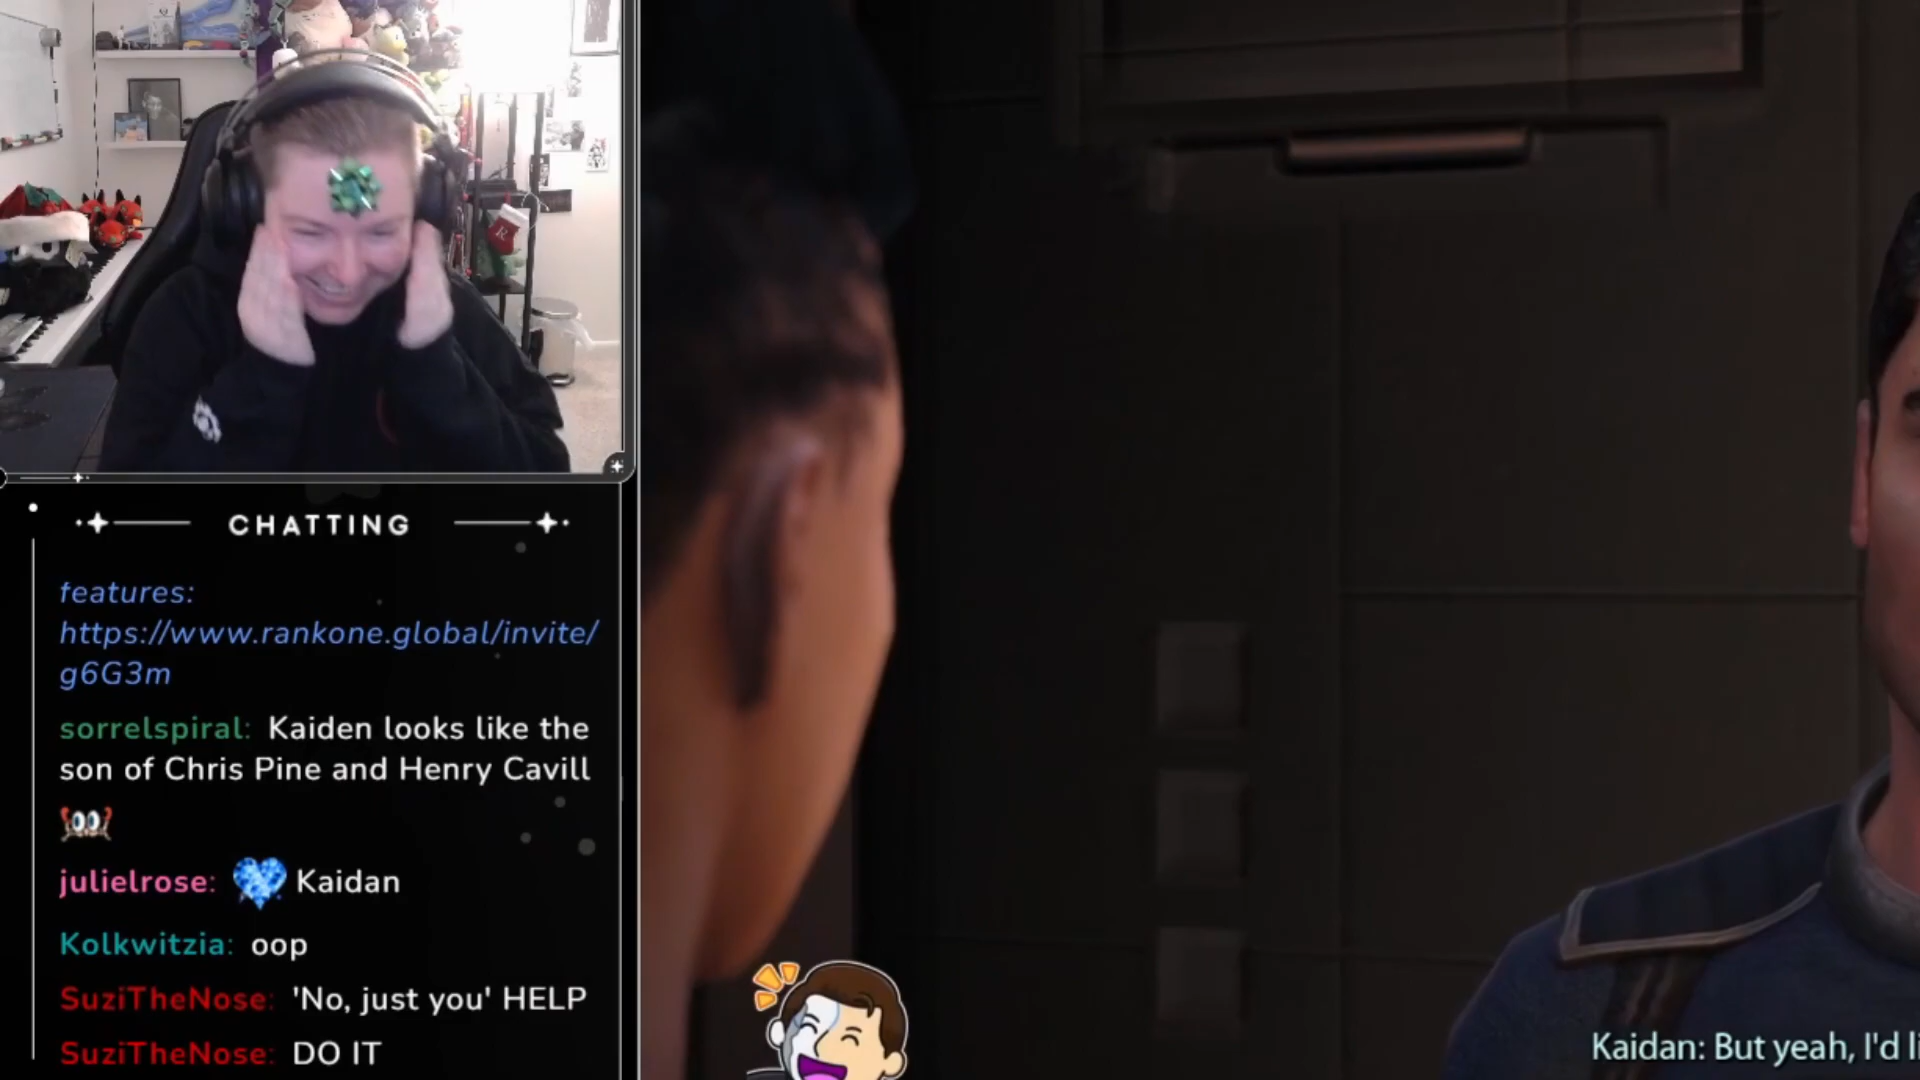 CHATTING
features:
https://www.rankone.global/invite/
g6G3m
sorrelspiral: Kaiden looks like the
son of Chris Pine and Henry Cavill
julielrose: Kaidan
Kolkwitzia: oop
SuziTheNose: 'No, just you' HELP
SuziTheNose: DO IT
Kaidan: But yeah, I'd li
R